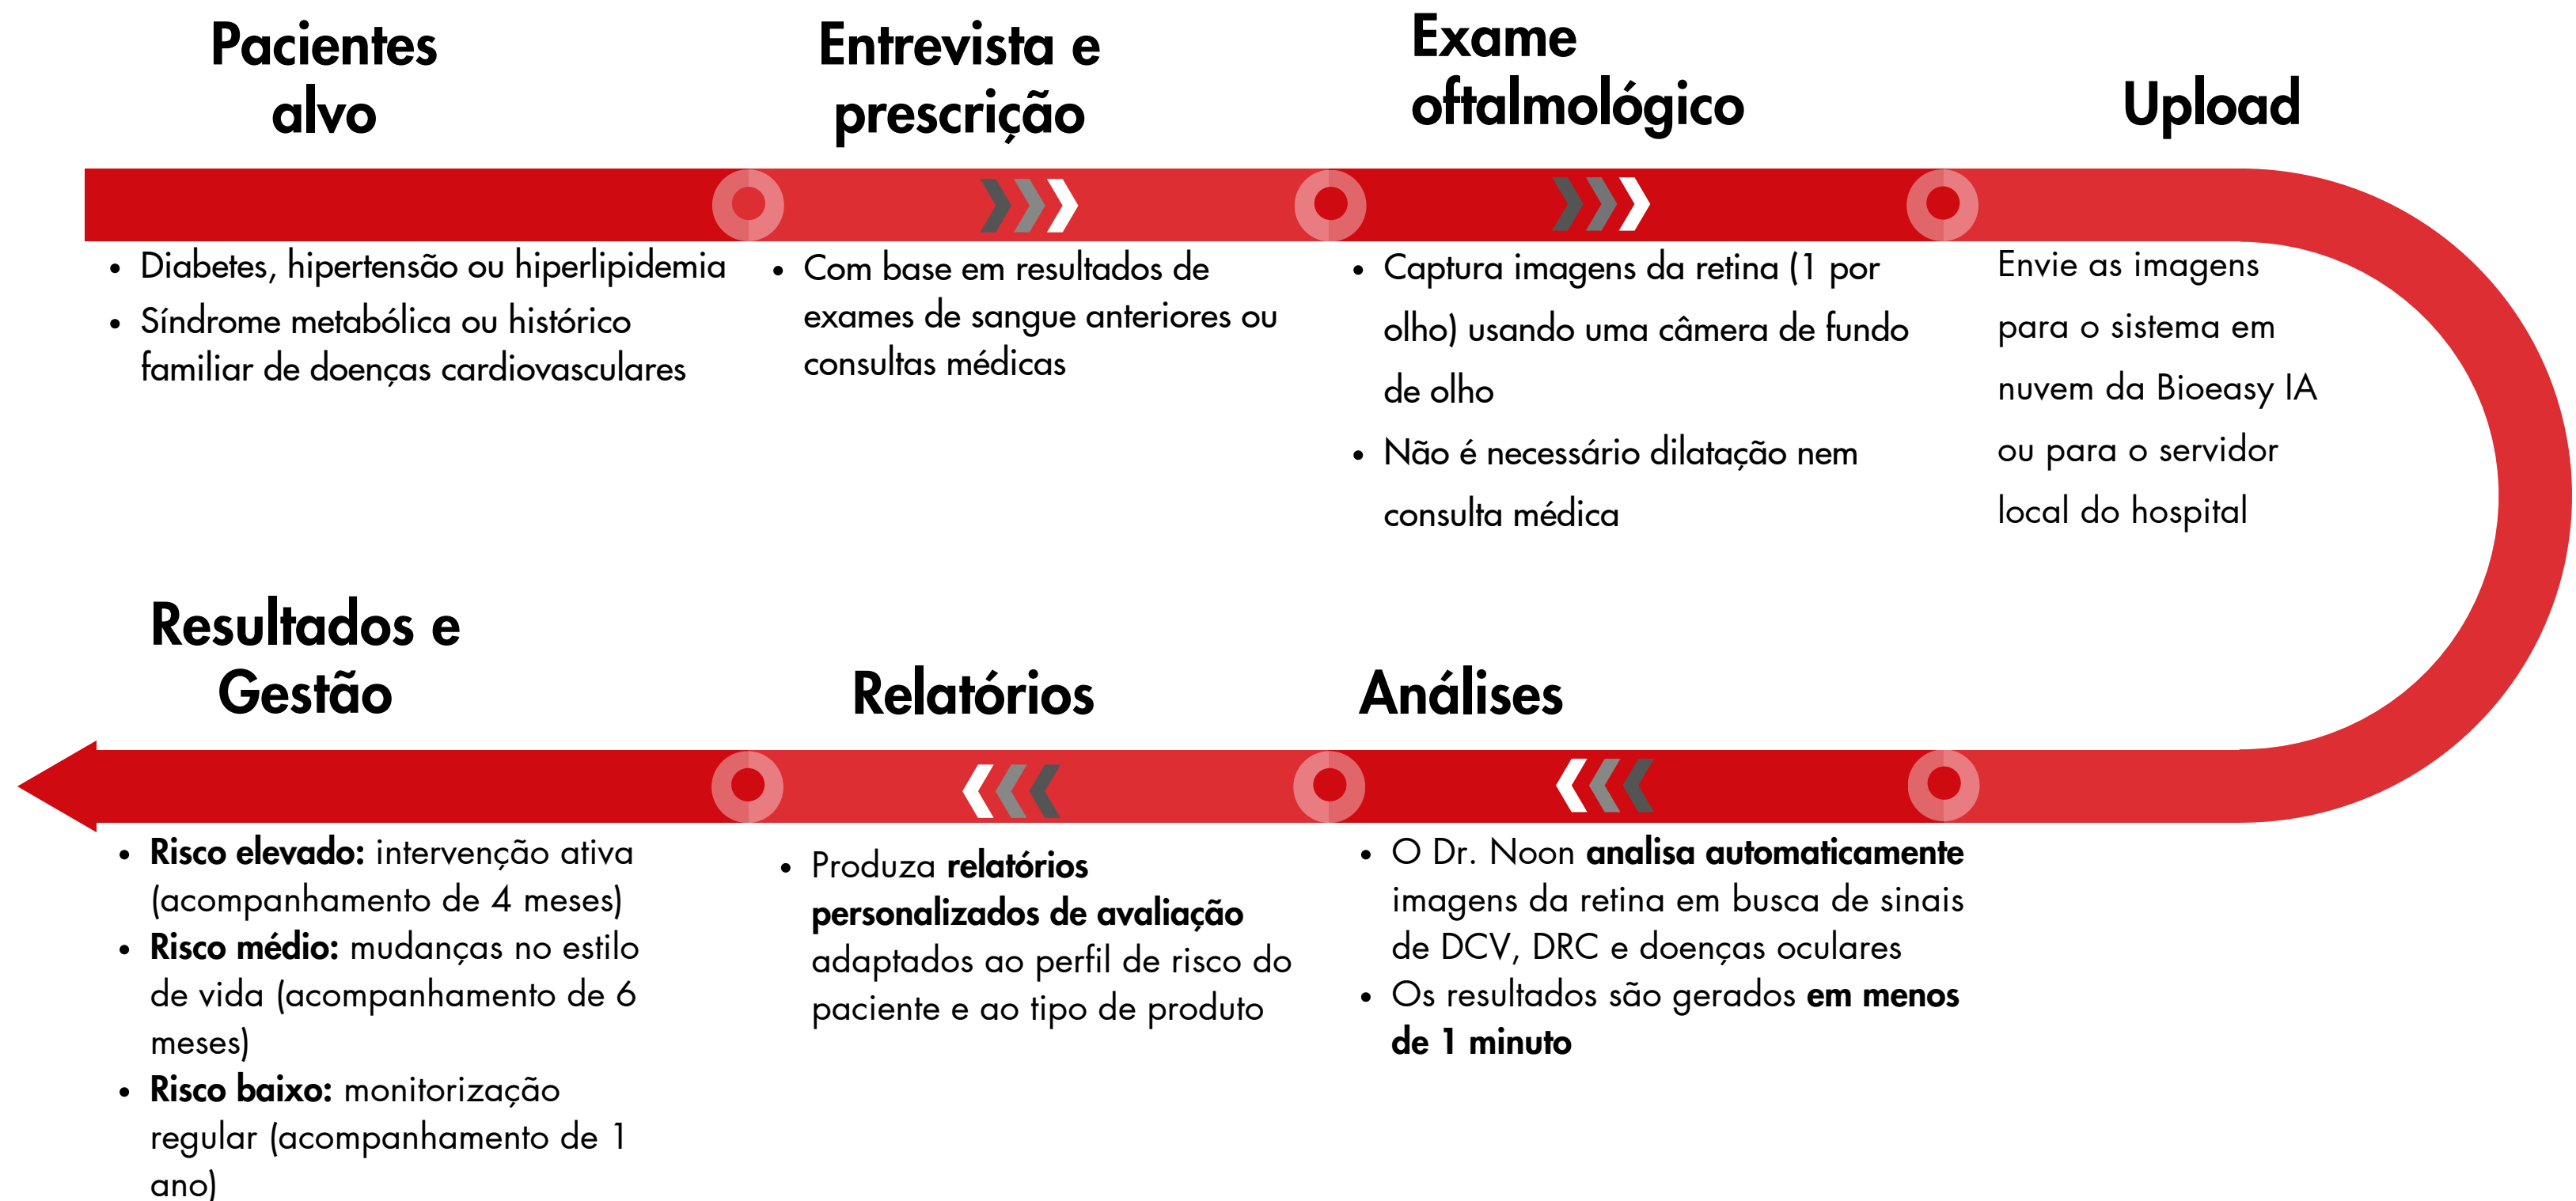 Pacientes
alvo
• Diabetes, hipertensão ou hiperlipidemia
• Síndrome metabólica ou histórico
familiar de doenças cardiovasculares
Entrevista e
prescrição
• Com base em resultados de
exames de sangue anteriores ou
consultas médicas
Exame
oftalmológico
• Captura imagens da retina (1 por
olho) usando uma câmera de fundo
de olho
• Não é necessário dilatação nem
consulta médica
Upload
Envie as imagens
para o sistema em
nuvem da Bioeasy IA
ou para o servidor
local do hospital
Análises
• O Dr. Noon analisa automaticamente
imagens da retina em busca de sinais
de DCV, DRC e doenças oculares
• Os resultados são gerados em menos
de 1 minuto
Relatórios
• Produza relatórios
personalizados de avaliação
adaptados ao perfil de risco do
paciente e ao tipo de produto
Resultados e
Gestão
• Risco elevado: intervenção ativa
(acompanhamento de 4 meses)
• Risco médio: mudanças no estilo
de vida (acompanhamento de 6
meses)
• Risco baixo: monitorização
regular (acompanhamento de 1
ano)